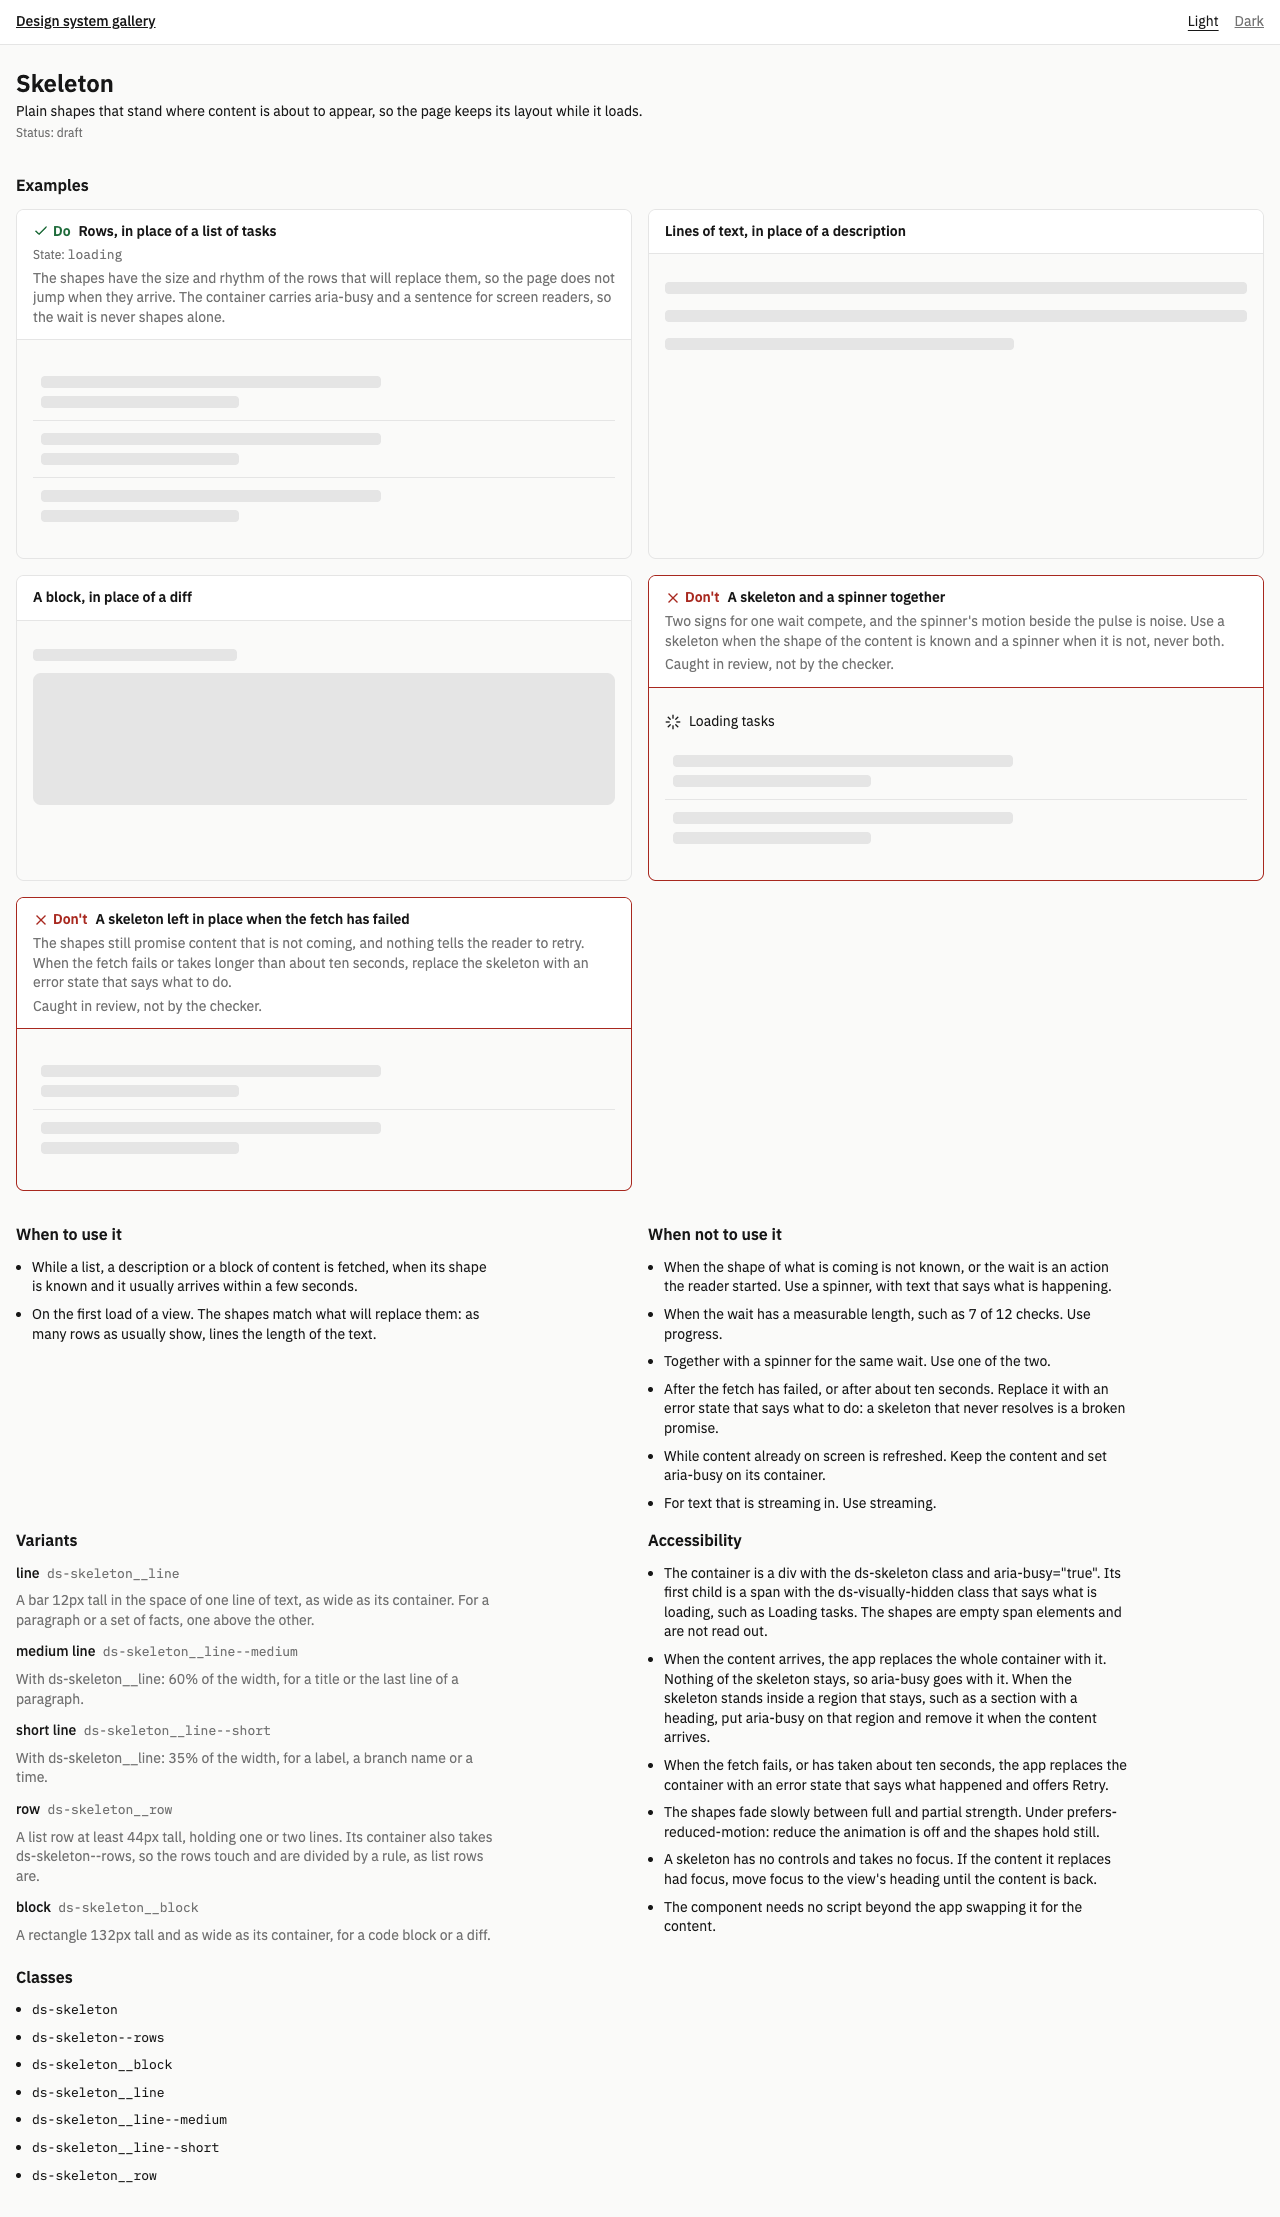 Design system gallery
Light Dark
Skeleton
Plain shapes that stand where content is about to appear, so the page keeps its layout while it loads.
Status: draft
Examples
Do Rows, in place of a list of tasks
State: loading
The shapes have the size and rhythm of the rows that will replace them, so the page does not
jump when they arrive. The container carries aria-busy and a sentence for screen readers, so
the wait is never shapes alone.
Lines of text, in place of a description
A block, in place of a diff
Don't A skeleton and a spinner together
Two signs for one wait compete, and the spinner's motion beside the pulse is noise. Use a
skeleton when the shape of the content is known and a spinner when it is not, never both.
Caught in review, not by the checker.
Loading tasks
Don't A skeleton left in place when the fetch has failed
The shapes still promise content that is not coming, and nothing tells the reader to retry.
When the fetch fails or takes longer than about ten seconds, replace the skeleton with an
error state that says what to do.
Caught in review, not by the checker.
When to use it
While a list, a description or a block of content is fetched, when its shape
is known and it usually arrives within a few seconds.
On the first load of a view. The shapes match what will replace them: as
many rows as usually show, lines the length of the text.
When not to use it
When the shape of what is coming is not known, or the wait is an action
the reader started. Use a spinner, with text that says what is happening.
When the wait has a measurable length, such as 7 of 12 checks. Use
progress.
Together with a spinner for the same wait. Use one of the two.
After the fetch has failed, or after about ten seconds. Replace it with an
error state that says what to do: a skeleton that never resolves is a broken
promise.
While content already on screen is refreshed. Keep the content and set
aria-busy on its container.
For text that is streaming in. Use streaming.
Variants
line ds-skeleton__line
A bar 12px tall in the space of one line of text, as wide as its container. For a
paragraph or a set of facts, one above the other.
medium line ds-skeleton__line--medium
With ds-skeleton__line: 60% of the width, for a title or the last line of a
paragraph.
short line ds-skeleton__line--short
With ds-skeleton__line: 35% of the width, for a label, a branch name or a
time.
row ds-skeleton__row
A list row at least 44px tall, holding one or two lines. Its container also takes
ds-skeleton--rows, so the rows touch and are divided by a rule, as list rows
are.
block ds-skeleton__block
A rectangle 132px tall and as wide as its container, for a code block or a diff.
Accessibility
The container is a div with the ds-skeleton class and aria-busy="true". Its
first child is a span with the ds-visually-hidden class that says what is
loading, such as Loading tasks. The shapes are empty span elements and
are not read out.
When the content arrives, the app replaces the whole container with it.
Nothing of the skeleton stays, so aria-busy goes with it. When the
skeleton stands inside a region that stays, such as a section with a
heading, put aria-busy on that region and remove it when the content
arrives.
When the fetch fails, or has taken about ten seconds, the app replaces the
container with an error state that says what happened and offers Retry.
The shapes fade slowly between full and partial strength. Under prefers-
reduced-motion: reduce the animation is off and the shapes hold still.
A skeleton has no controls and takes no focus. If the content it replaces
had focus, move focus to the view's heading until the content is back.
The component needs no script beyond the app swapping it for the
content.
Classes
ds-skeleton
ds-skeleton--rows
ds-skeleton__block
ds-skeleton__line
ds-skeleton__line--medium
ds-skeleton__line--short
ds-skeleton__row